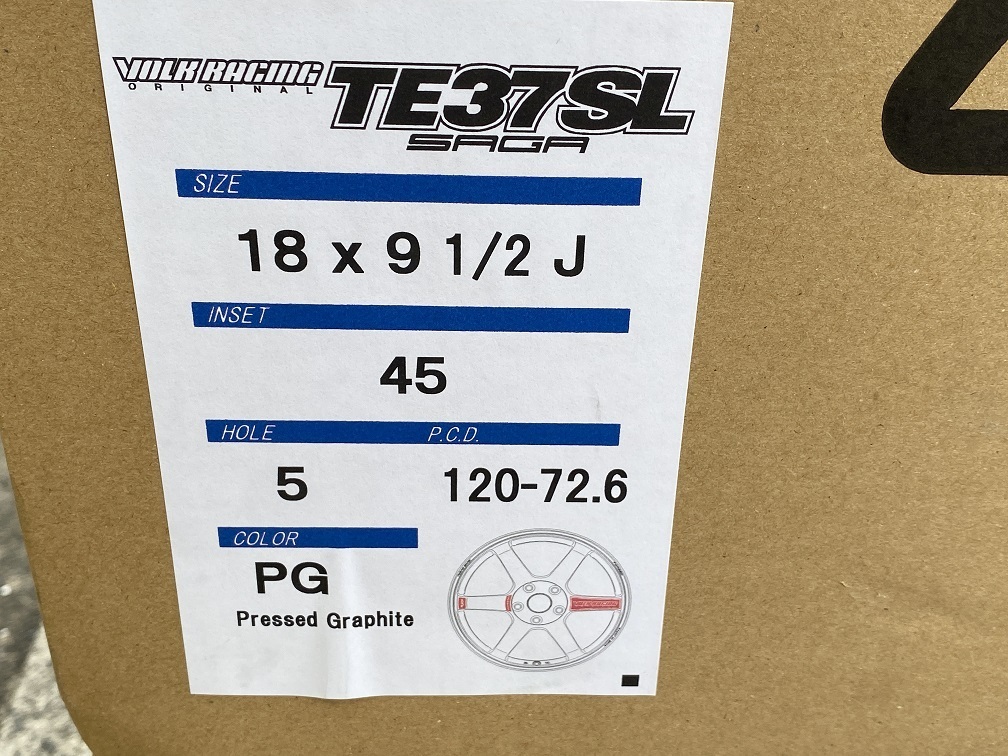 VOLK RACING TE37SL
ORIGINAL
SAGA
SIZE
18 x 9 1/2 J
INSET
45
HOLE P.C.D.
5 120-72.6
COLOR
PG
Pressed Graphite